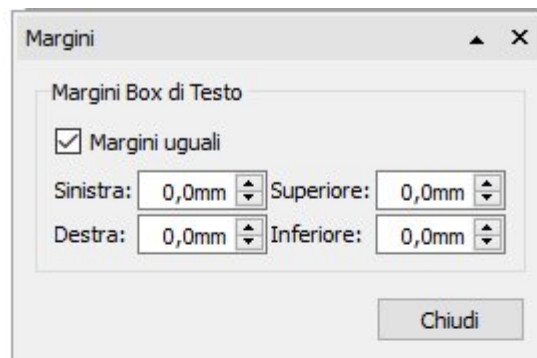 Margini
Margini Box di Testo
Margini uguali
Sinistra: 0,0mm Superiore: 0,0mm
Destra: 0,0mm Inferiore: 0,0mm
Chiudi